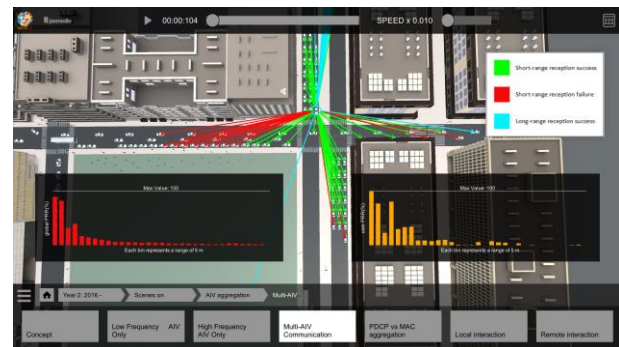 00:00:104
SPEED x 0.010
Short-range reception success
Short-range reception failure
Long-range reception success
Max Value: 100
global PRR(%)
Each bin represents a range of 5 m
Max Value: 100
PRR(%)
Each bin represents a range of 5 m
Year 2: 2016 -
Scenes on
AIV aggregation
Multi-AIV
Concept
Low Frequency AIV
Only
High Frequency
AIV Only
Multi-AIV
Communication
PDCP vs MAC
aggregation
Local interaction
Remote interaction